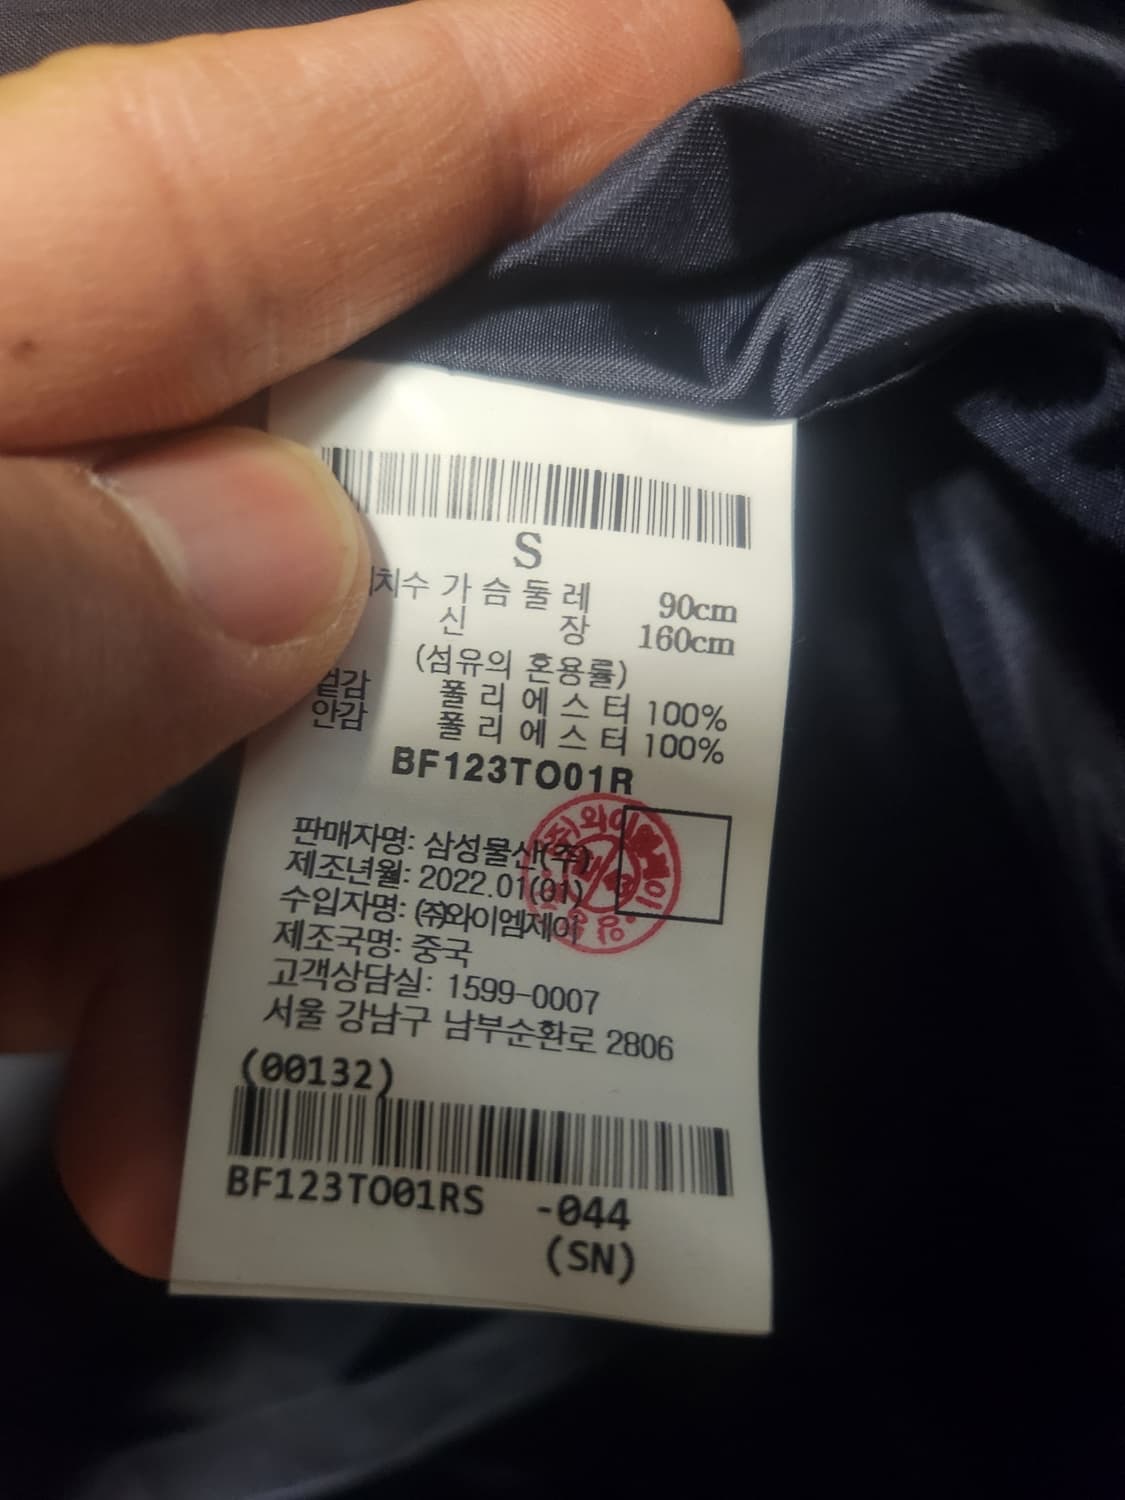 S
치수 가 슴 둘 레 90cm
신 장 160cm
(섬유의 혼용률)
겉감 폴 리 에 스 터 100%
안감 폴 리 에 스 터 100%
BF123TO01R
판매자명: 삼성물산(주)
제조년월: 2022.01(01)
수입자명: ㈜와이엠제이
제조국명: 중국
고객상담실: 1599-0007
서울 강남구 남부순환로 2806
(00132)
BF123TO01RS -044
(SN)